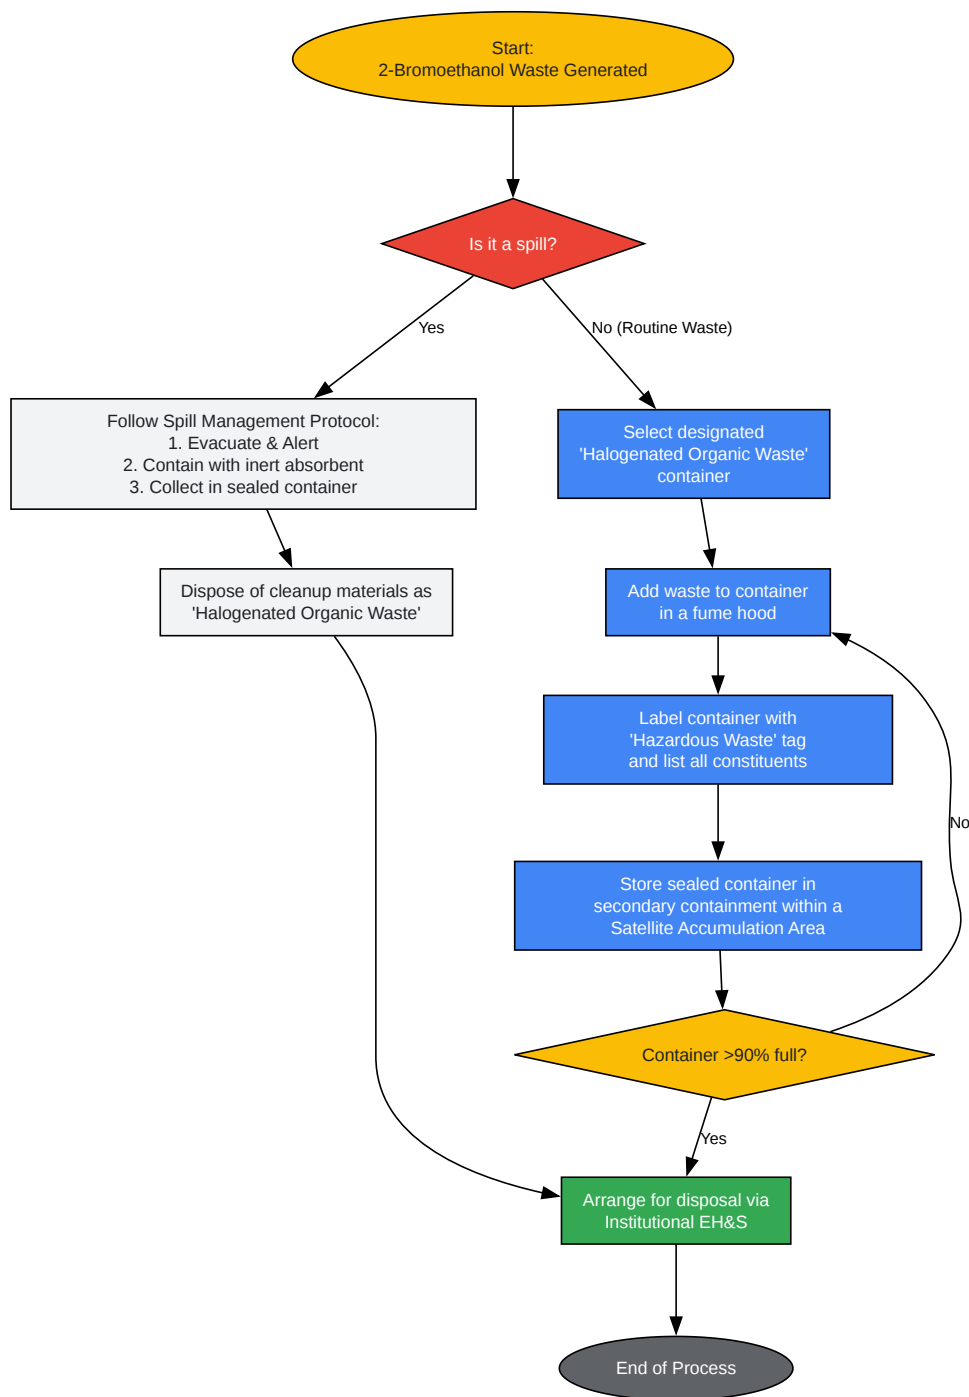 Start:
2-Bromoethanol Waste Generated
Is it a spill?
Yes
No (Routine Waste)
Follow Spill Management Protocol:
1. Evacuate & Alert
2. Contain with inert absorbent
3. Collect in sealed container
Select designated
'Halogenated Organic Waste'
container
Dispose of cleanup materials as
'Halogenated Organic Waste'
Add waste to container
in a fume hood
Label container with
'Hazardous Waste' tag
and list all constituents
No
Store sealed container in
secondary containment within a
Satellite Accumulation Area
Container >90% full?
Yes
Arrange for disposal via
Institutional EH&S
End of Process